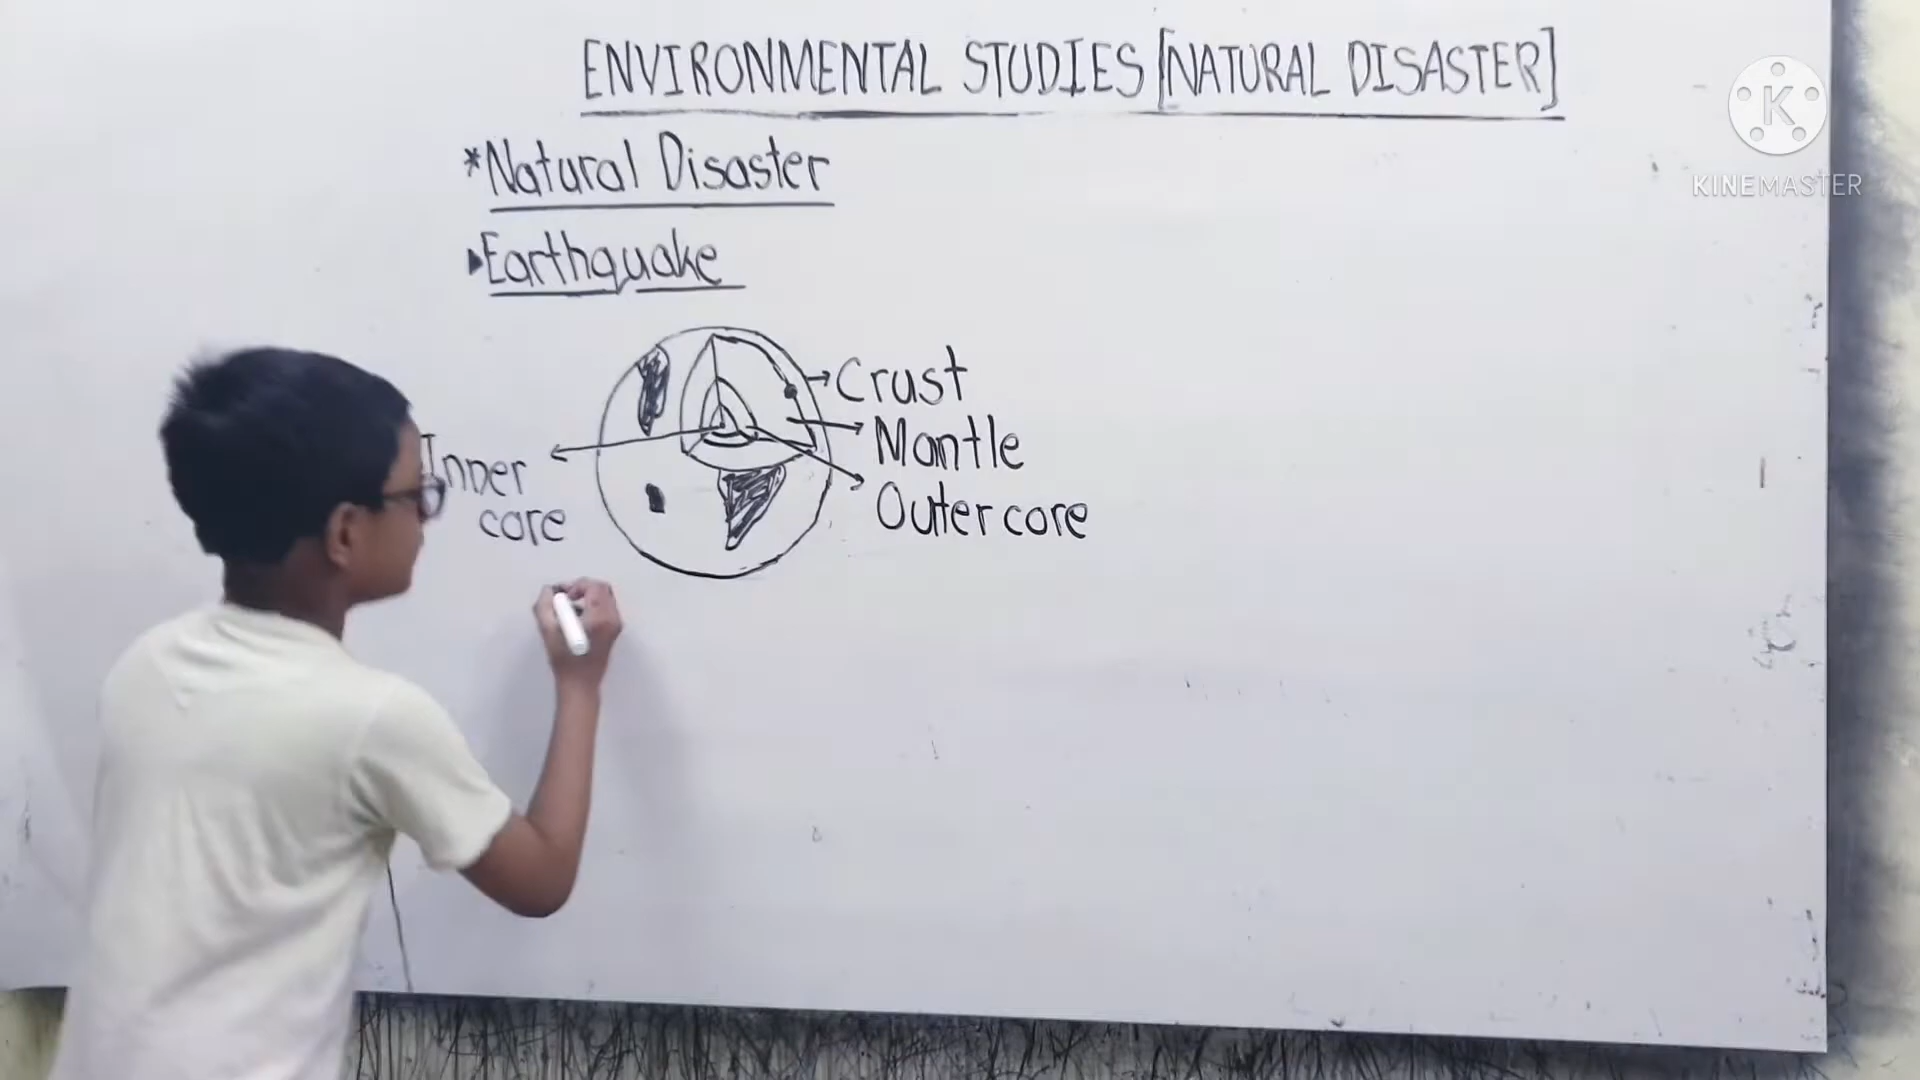 ENVIRONMENTAL STUDIES [NATURAL DISASTER]
K
KINEMASTER
*Natural Disaster
Earthquake
Crust
Mantle
Outer core
Inner
core